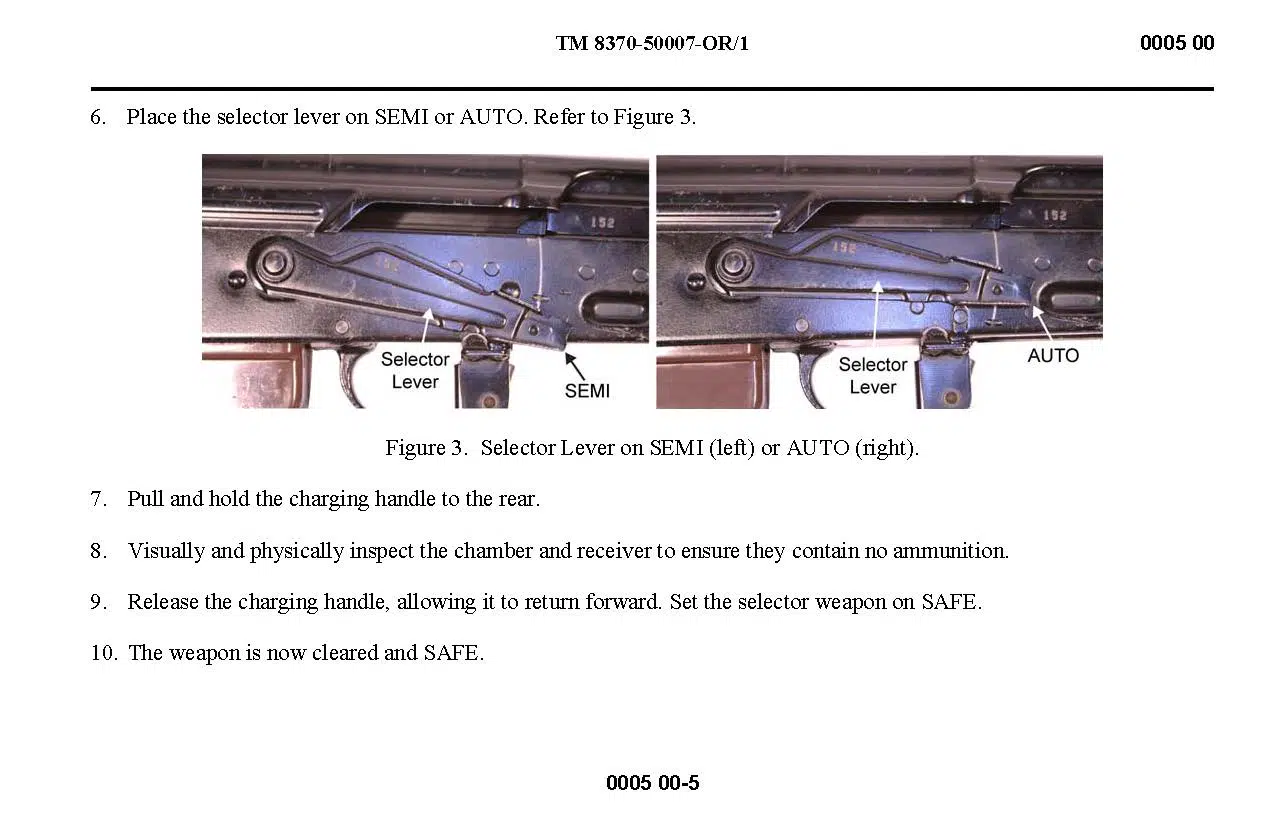 TM 8370-50007-OR/1
0005 00
6. Place the selector lever on SEMI or AUTO. Refer to Figure 3.
152
152
152
152
Selector
Lever
SEMI
Selector
Lever
AUTO
Figure 3. Selector Lever on SEMI (left) or AUTO (right).
7. Pull and hold the charging handle to the rear.
8. Visually and physically inspect the chamber and receiver to ensure they contain no ammunition.
9. Release the charging handle, allowing it to return forward. Set the selector weapon on SAFE.
10. The weapon is now cleared and SAFE.
0005 00-5